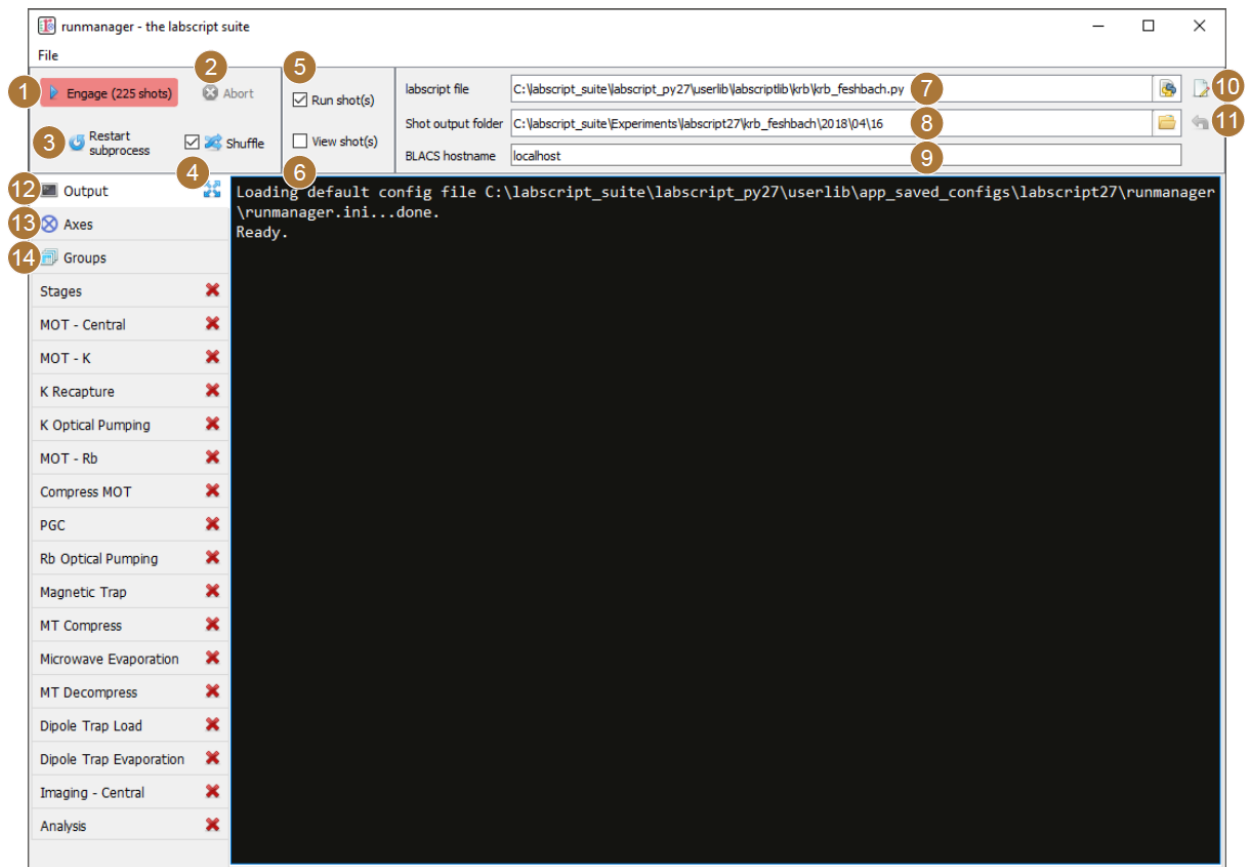 runmanager - the labscript suite
File
1 Engage (225 shots)
2 Abort
3 Restart subprocess
4 Shuffle
5 Run shot(s)
6 View shot(s)
labscript file C:\labscript_suite\labscript_py27\userlib\labscriptlib\krb\krb_feshbach.py 7 10
Shot output folder C:\labscript_suite\Experiments\labscript27\krb_feshbach\2018\04\16 8 11
BLACS hostname localhost 9
12 Output
13 Axes
14 Groups
Stages
MOT - Central
MOT - K
K Recapture
K Optical Pumping
MOT - Rb
Compress MOT
PGC
Rb Optical Pumping
Magnetic Trap
MT Compress
Microwave Evaporation
MT Decompress
Dipole Trap Load
Dipole Trap Evaporation
Imaging - Central
Analysis
Loading default config file C:\labscript_suite\labscript_py27\userlib\app_saved_configs\labscript27\runmanager
\runmanager.ini...done.
Ready.